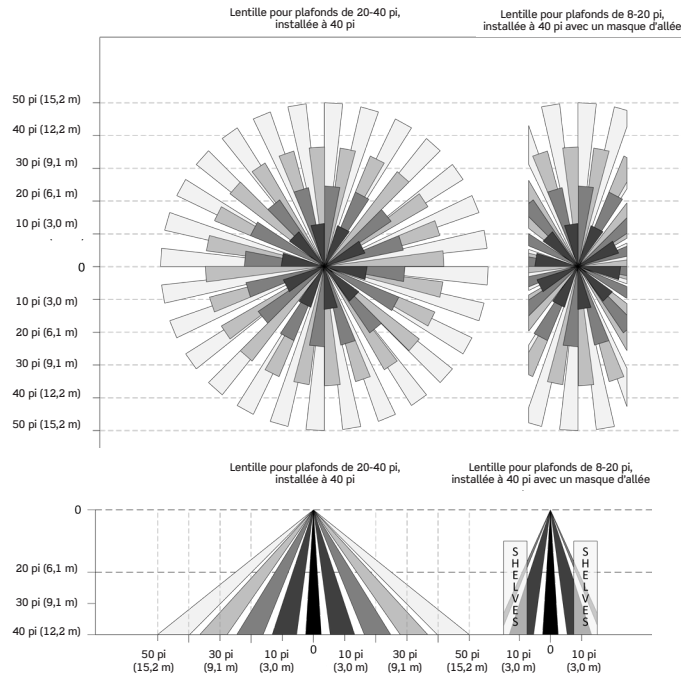 Lentille pour plafonds de 20-40 pi,
installée à 40 pi
Lentille pour plafonds de 8-20 pi,
installée à 40 pi avec un masque d'allée
50 pi (15,2 m)
40 pi (12,2 m)
30 pi (9,1 m)
20 pi (6,1 m)
10 pi (3,0 m)
0
10 pi (3,0 m)
20 pi (6,1 m)
30 pi (9,1 m)
40 pi (12,2 m)
50 pi (15,2 m)
Lentille pour plafonds de 20-40 pi,
installée à 40 pi
Lentille pour plafonds de 8-20 pi,
installée à 40 pi avec un masque d'allée
0
20 pi (6,1 m)
30 pi (9,1 m)
40 pi (12,2 m)
SHELVES
SHELVES
50 pi
(15,2 m)
30 pi
(9,1 m)
10 pi
(3,0 m)
0
10 pi
(3,0 m)
30 pi
(9,1 m)
50 pi
(15,2 m)
10 pi
(3,0 m)
0
10 pi
(3,0 m)